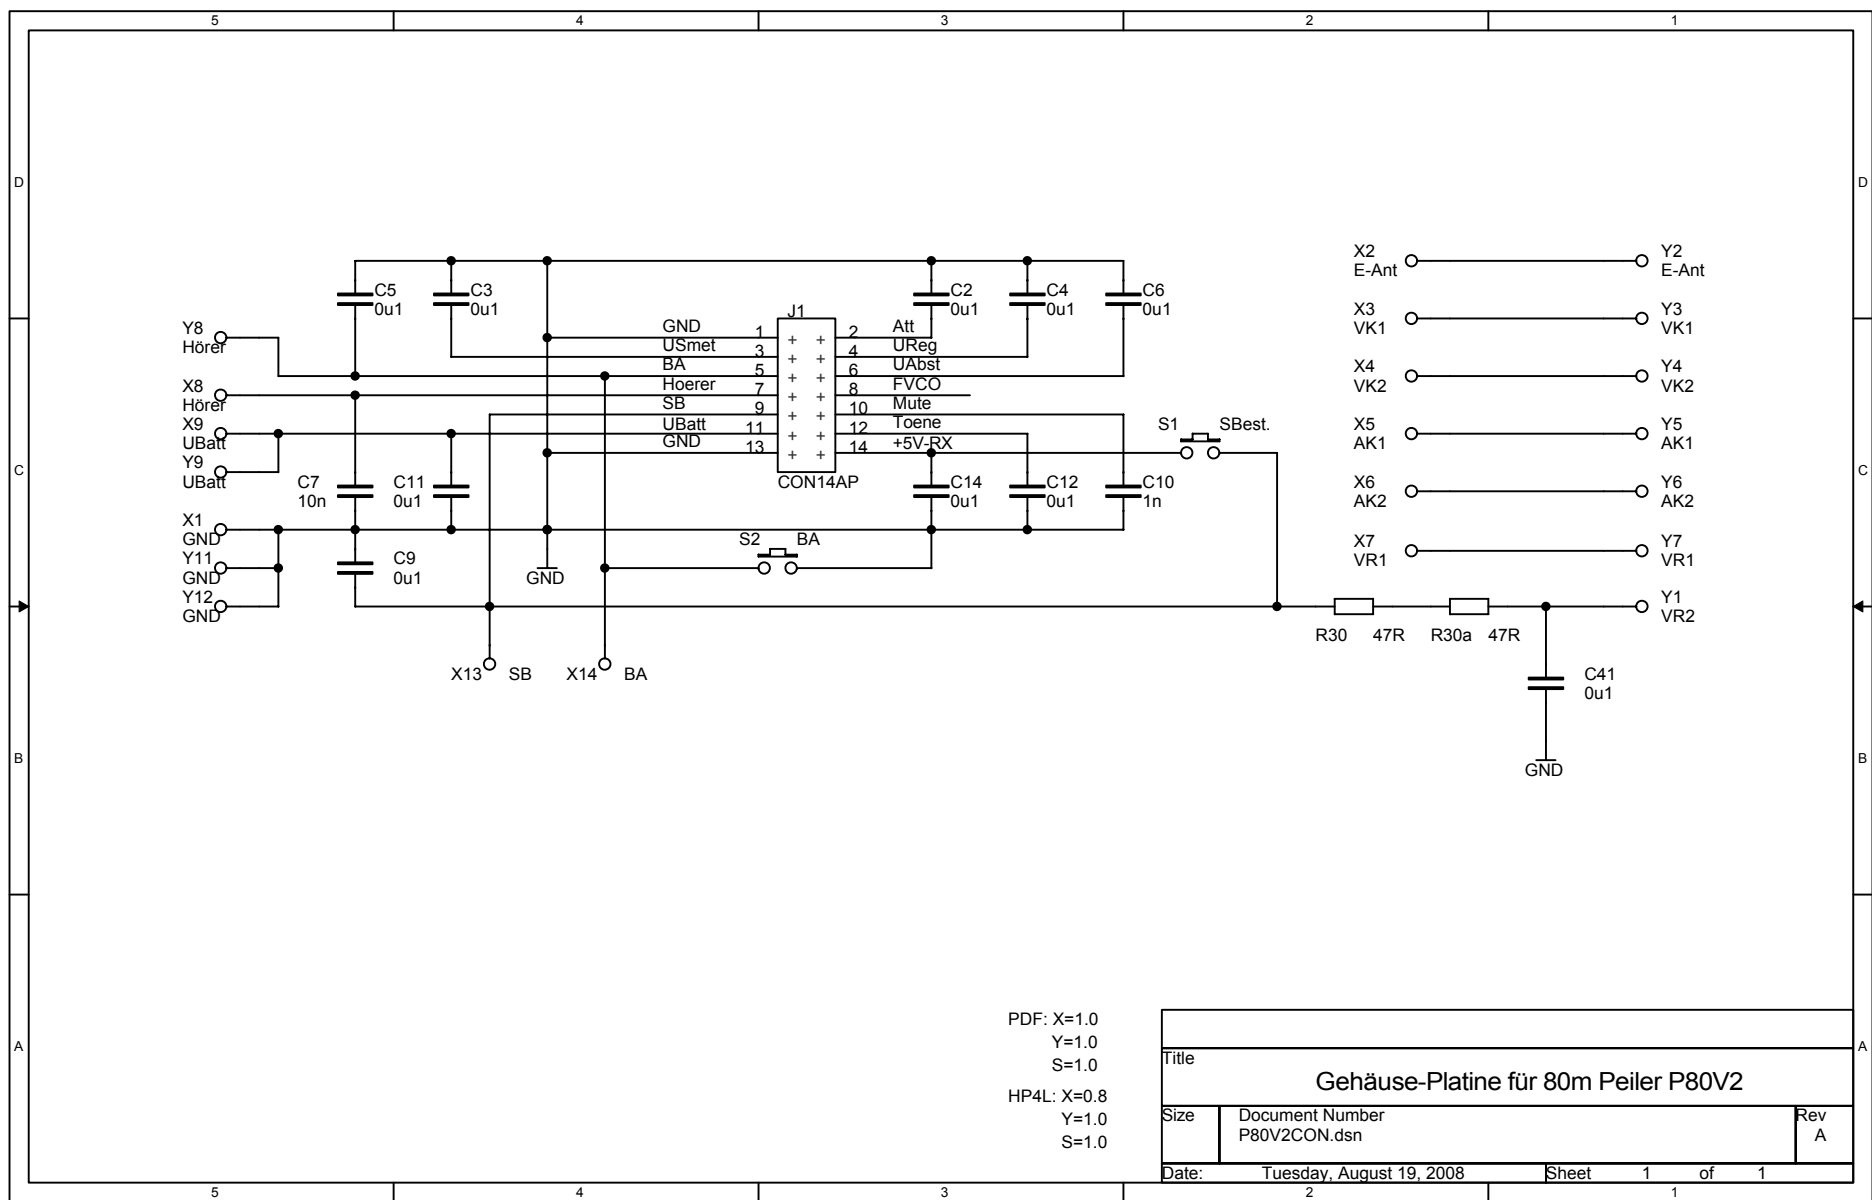 5 4 3 2 1
D D
X2 Y2
E-Ant E-Ant
C5 C3 C2 C4 C6
0u1 0u1 0u1 0u1 0u1
X3 Y3
VK1 VK1
J1
Y8
Hörer
GND 1 2 Att
USmet 3 4 UReg
BA 5 6 UAbst
X4 Y4
VK2 VK2
X8
Hörer
Hoerer 7 8 FVCO
SB 9 10 Mute
X9
UBatt
UBatt 11 12 Toene
GND 13 14 +5V-RX
S1 SBest.
X5 Y5
AK1 AK1
Y9
UBatt
C C
C7 C11 CON14AP C14 C12 C10
10n 0u1 0u1 0u1 1n
X6 Y6
AK2 AK2
X1
GND
S2 BA
X7 Y7
VR1 VR1
Y11
GND
C9
0u1
GND
Y12
GND
Y1
VR2
R30 47R R30a 47R
X13 SB X14 BA
C41
0u1
B B
GND
PDF: X=1.0
Y=1.0
S=1.0
HP4L: X=0.8
Y=1.0
S=1.0
A A
Title
Gehäuse-Platine für 80m Peiler P80V2
Size Document Number Rev
P80V2CON.dsn A
Date: Tuesday, August 19, 2008 Sheet 1 of 1
5 4 3 2 1